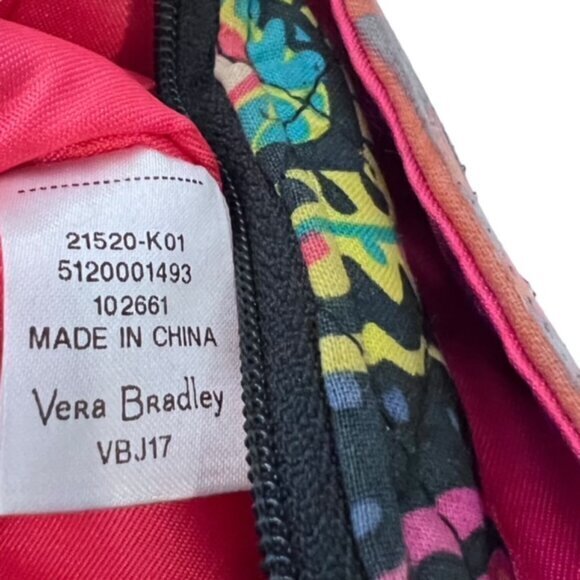 21520-K01
5120001493
102661
MADE IN CHINA
Vera Bradley
VBJ17